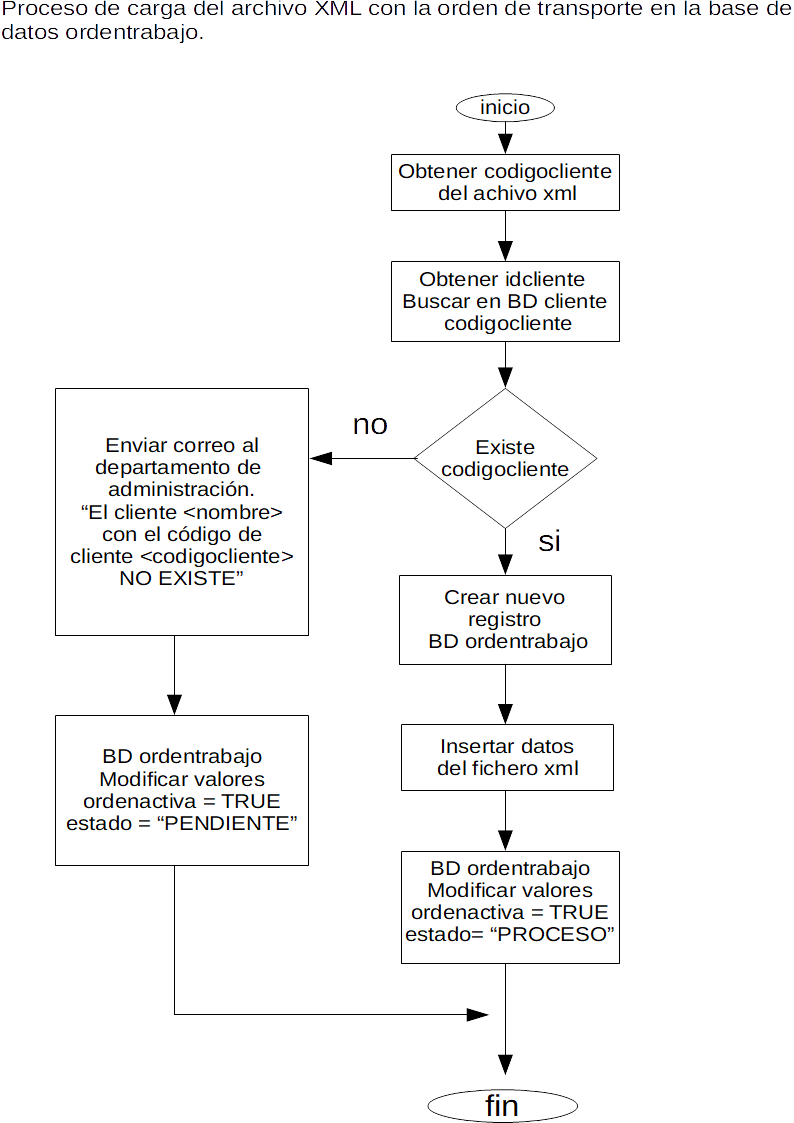 Proceso de carga del archivo XML con la orden de transporte en la base de
datos ordentrabajo.
inicio
Obtener codigocliente
del achivo xml
Obtener idcliente
Buscar en BD cliente
codigocliente
Existe
codigocliente
no
Enviar correo al
departamento de
administración.
“El cliente <nombre>
con el código de
cliente <codigocliente>
NO EXISTE”
BD ordentrabajo
Modificar valores
ordenactiva = TRUE
estado = “PENDIENTE”
si
Crear nuevo
registro
BD ordentrabajo
Insertar datos
del fichero xml
BD ordentrabajo
Modificar valores
ordenactiva = TRUE
estado= “PROCESO”
fin